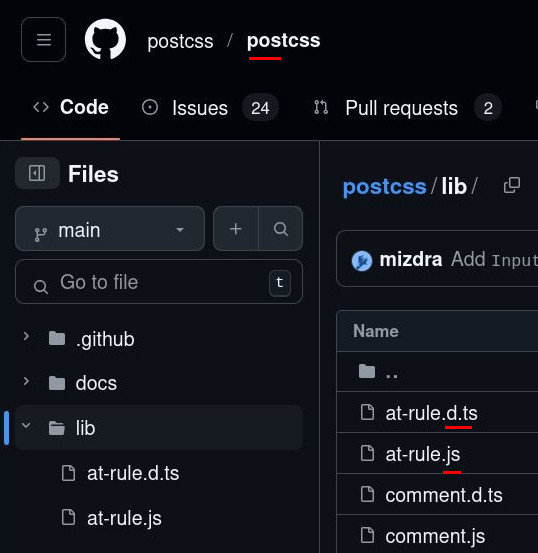 postcss / postcss
Code Issues 24 Pull requests 2
Files
main
Go to file t
.github
docs
lib
at-rule.d.ts
at-rule.js
postcss/lib/
mizdra Add Input
Name
..
at-rule.d.ts
at-rule.js
comment.d.ts
comment.js